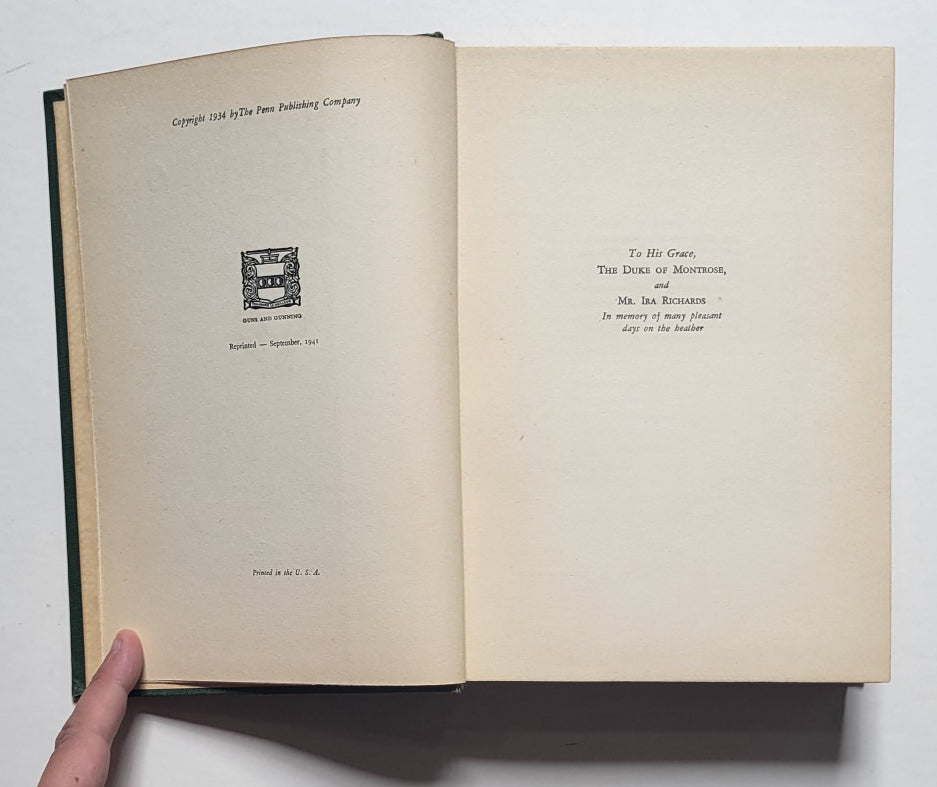 Copyright 1934 by The Penn Publishing Company
GUNS AND GUNNING
Reprinted — September, 1941
Printed in the U. S. A.
To His Grace,
THE DUKE OF MONTROSE,
and
MR. IRA RICHARDS
In memory of many pleasant
days on the heather